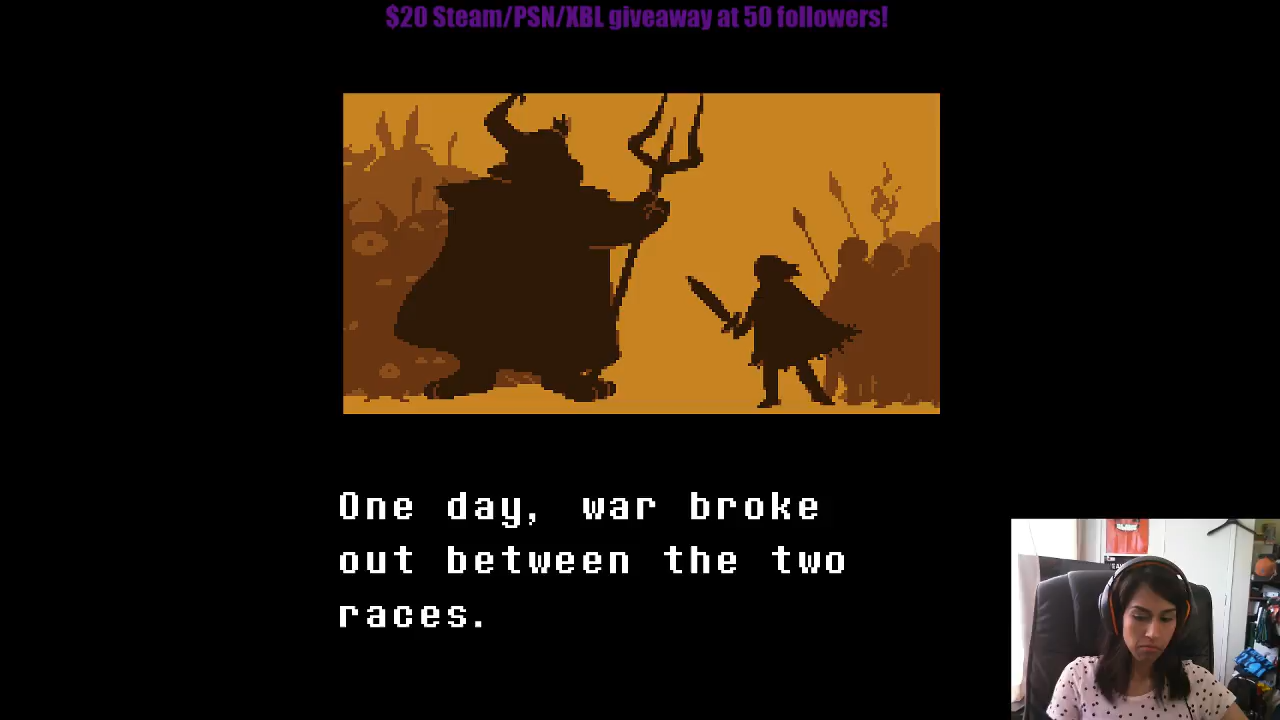 $20 Steam/PSN/XBL giveaway at 50 followers!
One day, war broke
out between the two
races.